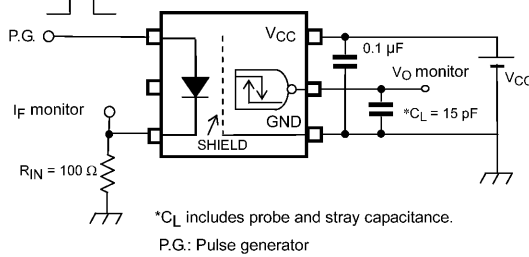 P.G.
VCC
0.1 μF
VO monitor
VCC
IF monitor
GND
*CL = 15 pF
SHIELD
RIN = 100 Ω
*CL includes probe and stray capacitance.
P.G.: Pulse generator